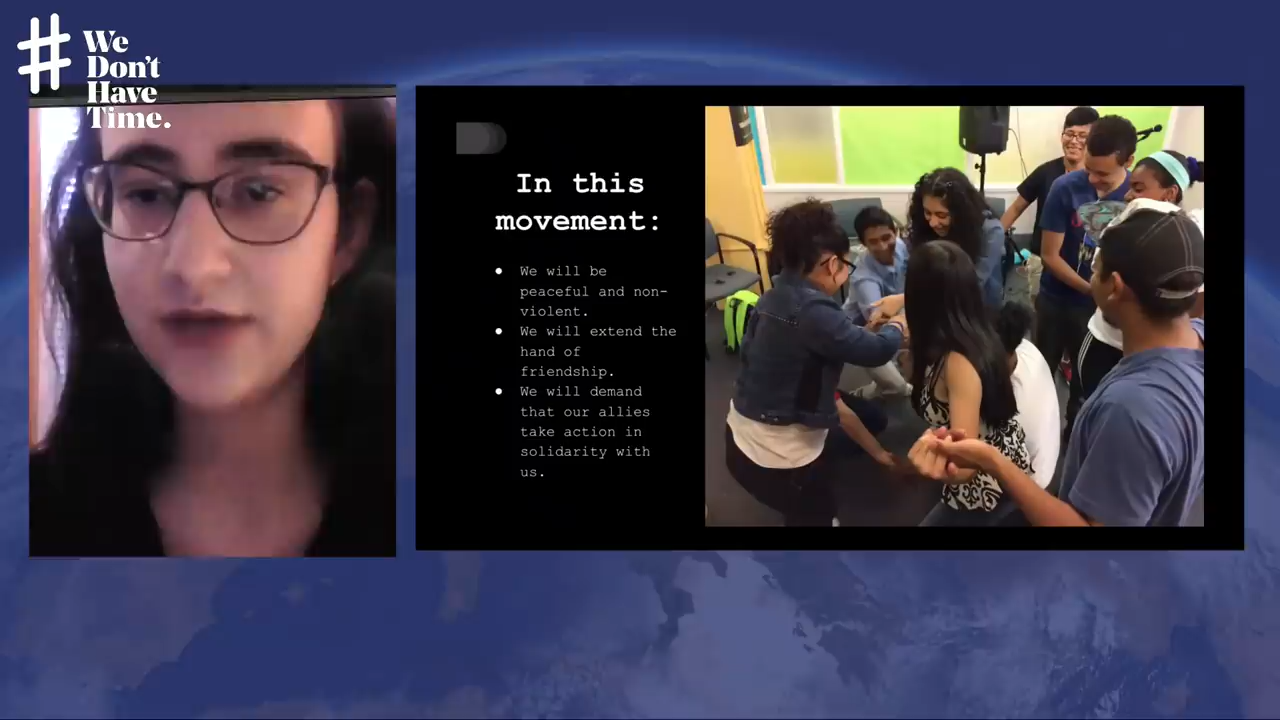 #We
Don't
Have
Time.
In this
movement:
● We will be
peaceful and non-
violent.
● We will extend the
hand of
friendship.
● We will demand
that our allies
take action in
solidarity with
us.